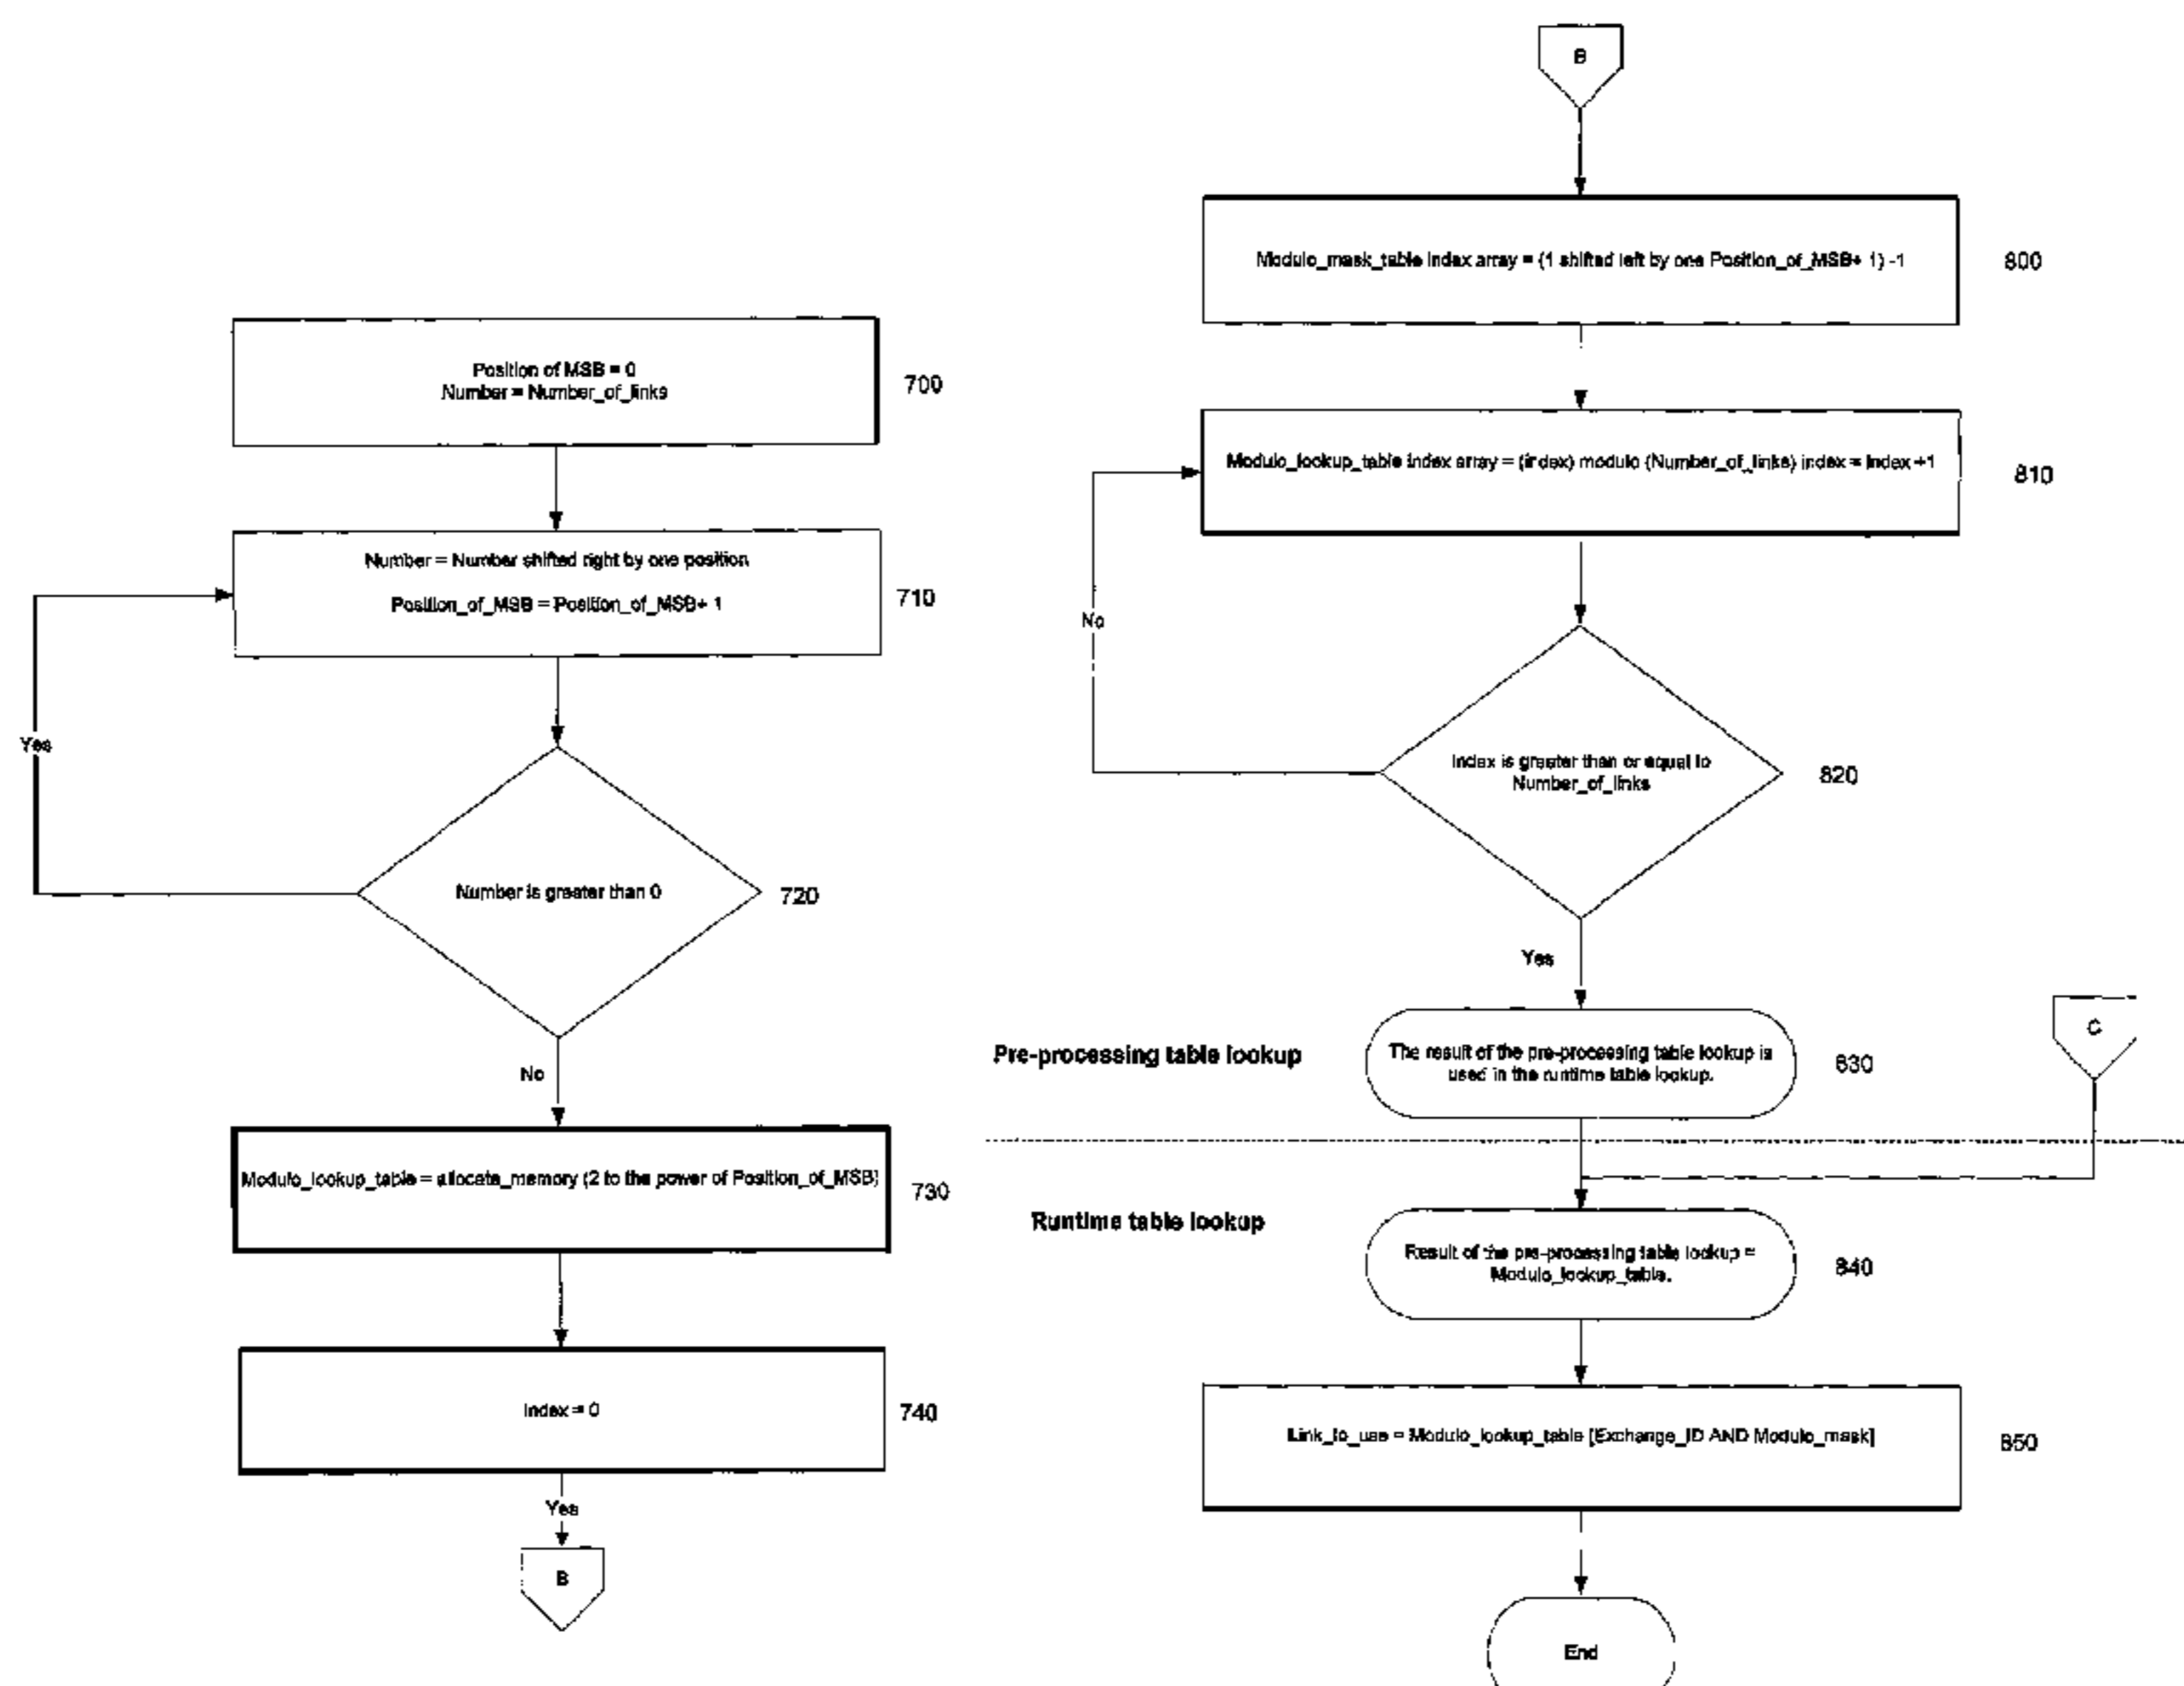 Position of MSB = 0
Number = Number_of_links
700
Number = Number shifted right by one position
Position_of_MSB = Position_of_MSB+ 1
710
Yes
Number is greater than 0
720
No
Modulo_lookup_table = allocate_memory (2 to the power of Position_of_MSB)
730
Index = 0
740
Yes
B
B
Modulo_mask_table index array = (1 shifted left by one Position_of_MSB+ 1) -1
800
Modulo_lookup_table index array = (index) modulo (Number_of_links) index = Index +1
810
No
Index is greater than or equal to
Number_of_links
820
Yes
Pre-processing table lookup
The result of the pre-processing table lookup is
used in the runtime table lookup.
830
C
Runtime table lookup
Result of the pre-processing table lookup =
Modulo_lookup_table.
840
Link_to_use = Modulo_lookup_table [Exchange_ID AND Modulo_mask]
850
End